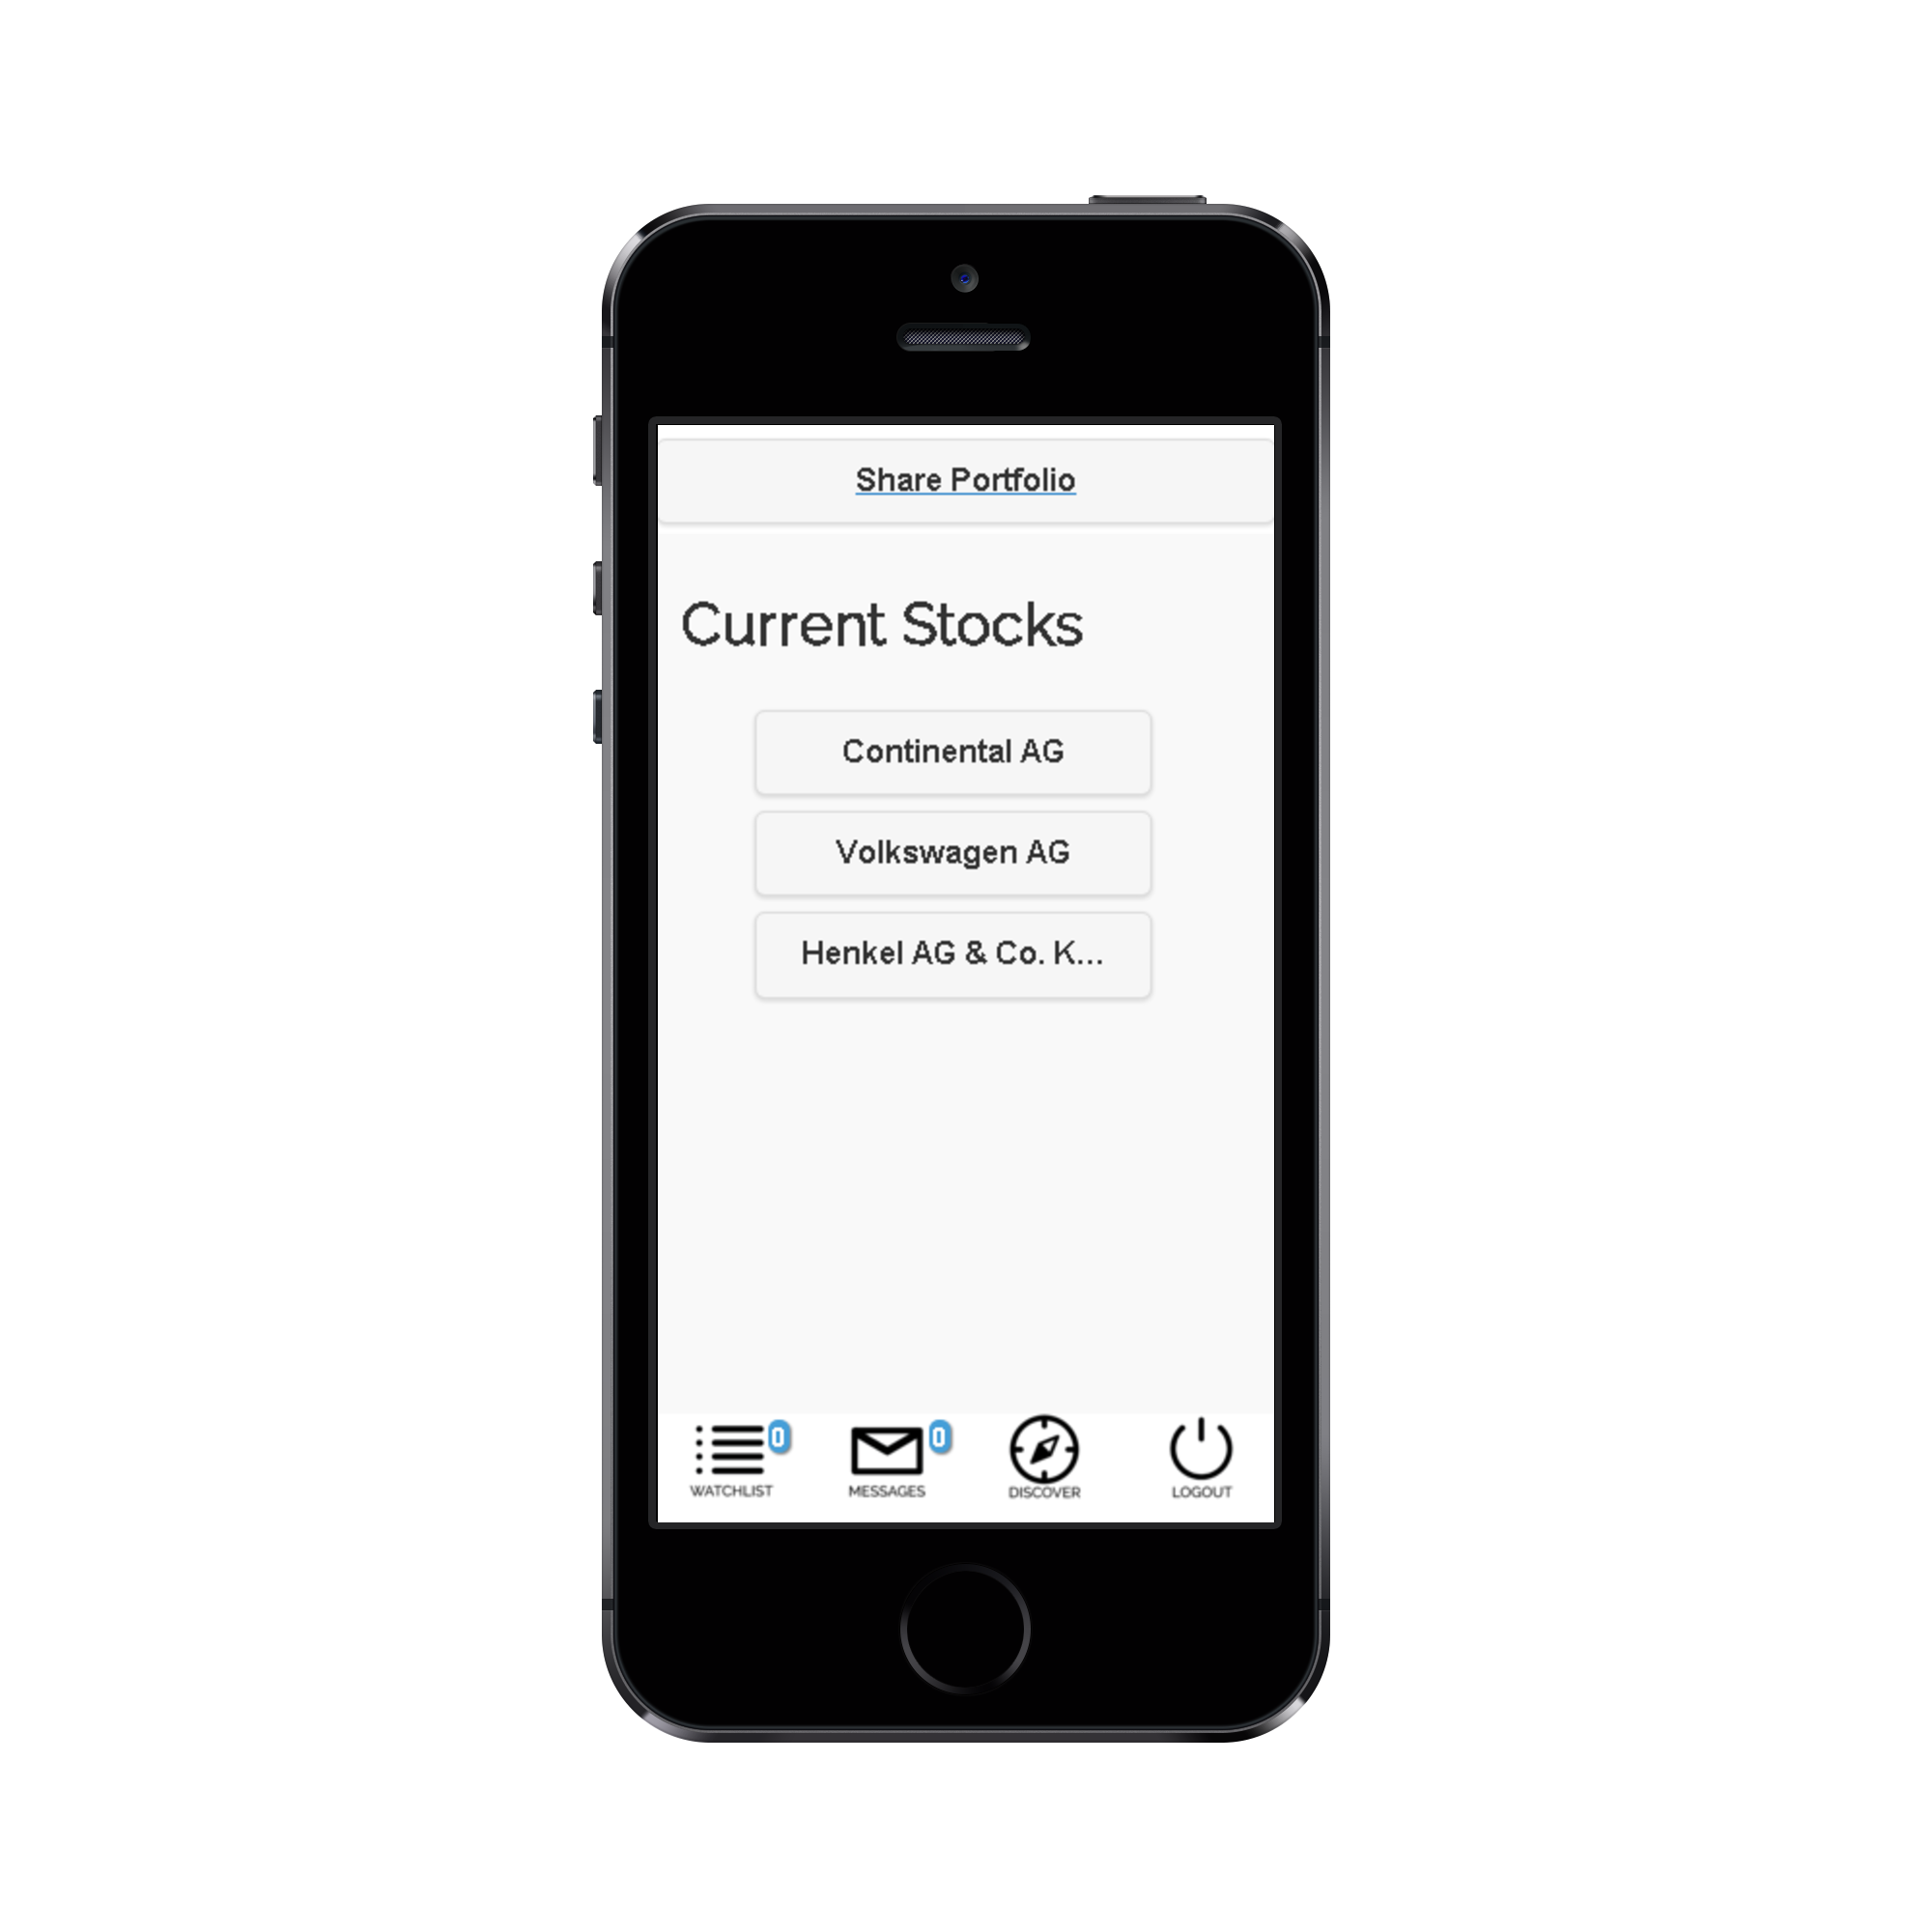 Share Portfolio
Current Stocks
Continental AG
Volkswagen AG
Henkel AG & Co. K...
0 0
WATCHLIST MESSAGES DISCOVER LOGOUT